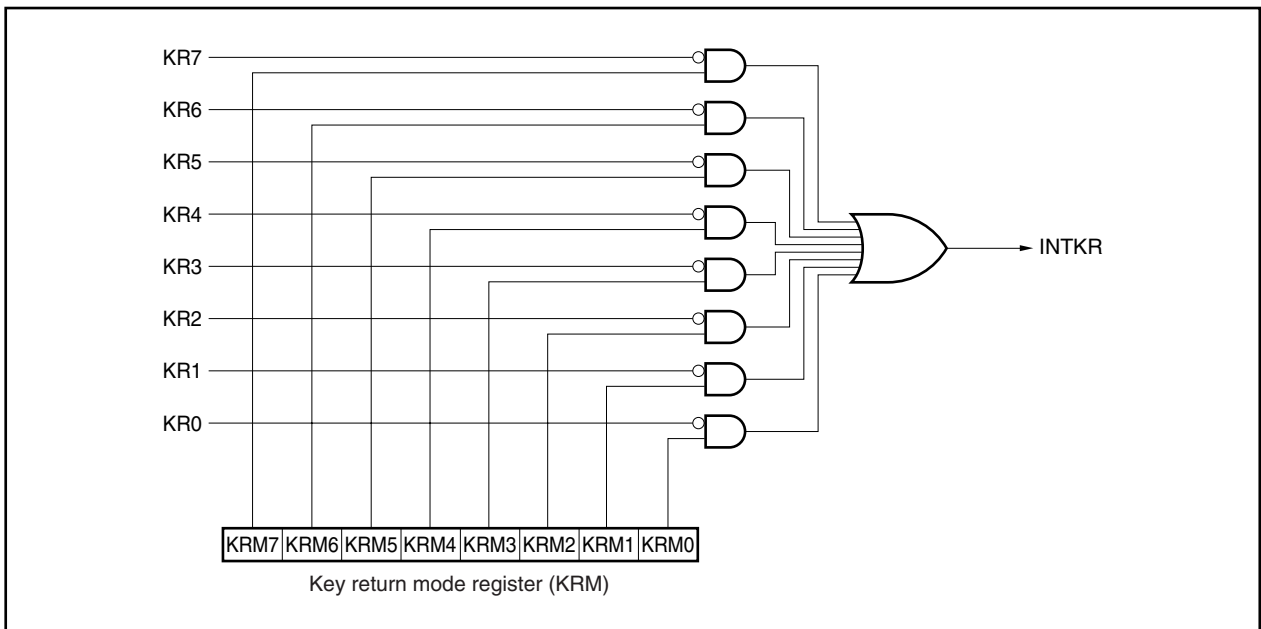 KR7
KR6
KR5
KR4
KR3
KR2
KR1
KR0
INTKR
KRM7 KRM6 KRM5 KRM4 KRM3 KRM2 KRM1 KRM0
Key return mode register (KRM)